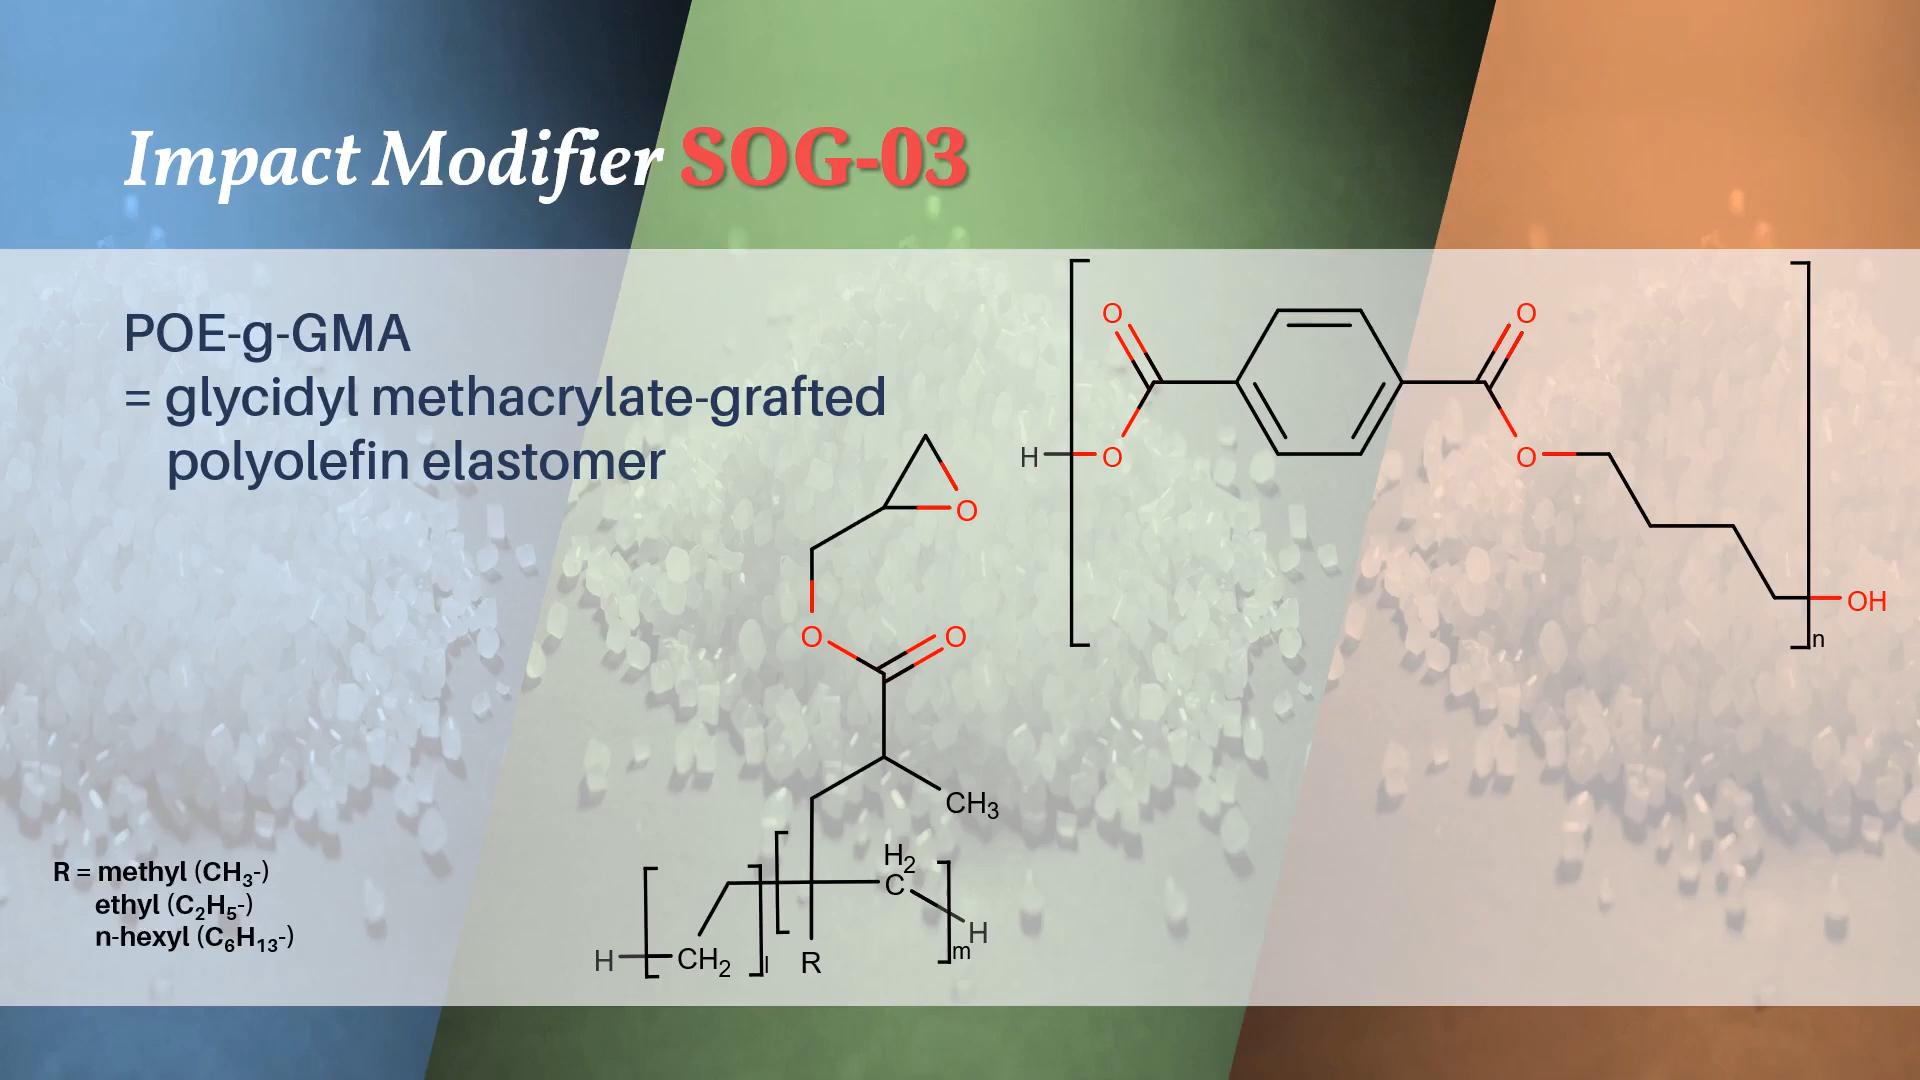 Impact Modifier SOG-03
POE-g-GMA
= glycidyl methacrylate-grafted
polyolefin elastomer
O
O
H
O
O
OH
n
O
O
O
CH₃
H₂
C
H
m
H
CH₂
l
R
R = methyl (CH₃-)
ethyl (C₂H₅-)
n-hexyl (C₆H₁₃-)